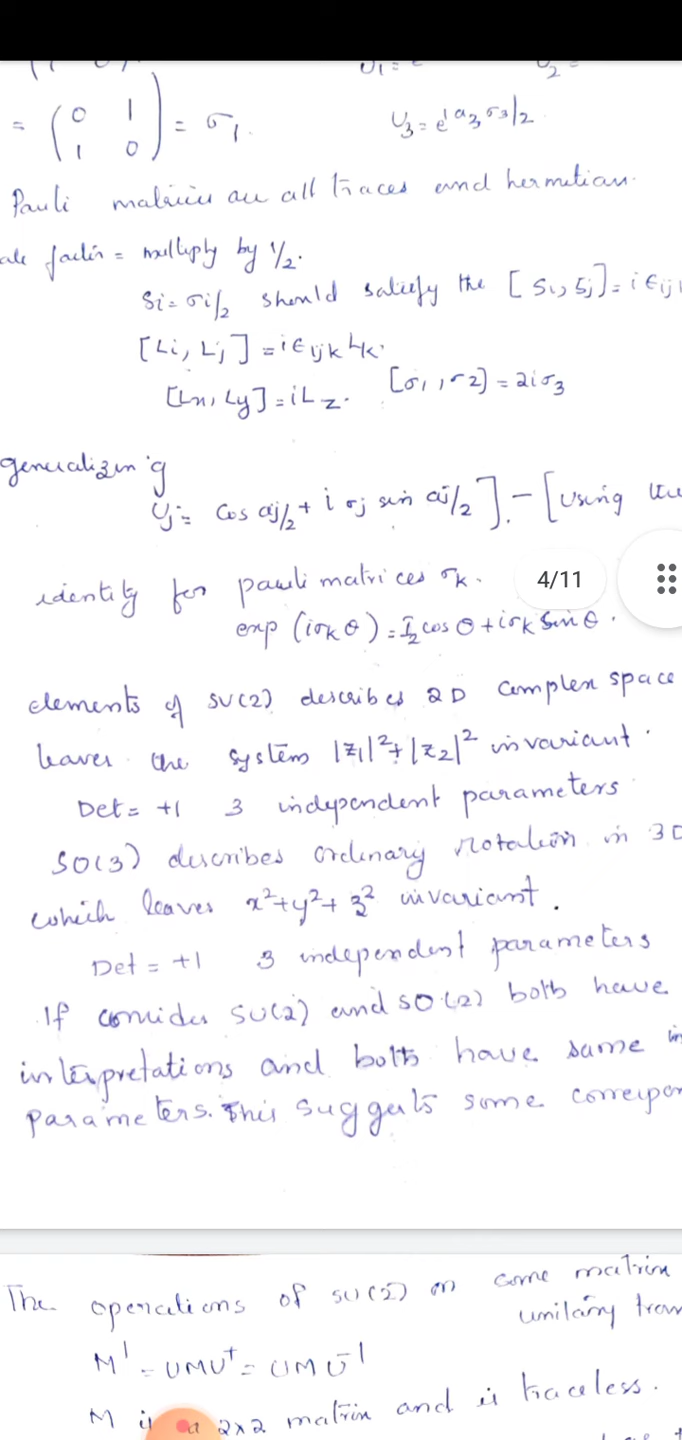 = (0 1
1 0) = σ1.
U3 = e^i a3 σ3/2
Pauli matrices are all traces and hermitian.
factor = multiply by 1/2.
Si = σi/2 should satisfy the [Si, Sj] = i Eij
[Li, Lj] = i ∈ijk Lk.
[Lx, Ly] = iLz. [σ1, σ2] = 2iσ3
generalizing
Uj = cos aj/2 + i σj sin aj/2]. - [using the
identity for pauli matrices σk.
4/11
exp (iσkθ) = I2 cos θ + iσk sin θ.
elements of SU(2) describes 2D complex space
leaves the system |z1|² + |z2|² invariant.
Det = +1 3 independent parameters
SO(3) describes ordinary rotation in 3D
which leaves x²+y²+z² invariant.
Det = +1 3 independent parameters
If consider SU(2) and SO(2) both have
interpretations and both have same in
parameters. This suggests some correspon
The operations of SU(2) on some matrix
unitary tran
M' = UMU† = UMU-1
M is a 2x2 matrix and is traceless.